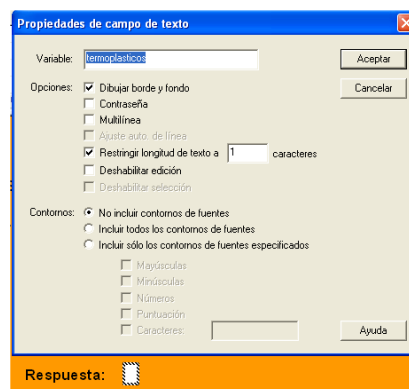 Propiedades de campo de texto
Variable: termoplasticos Aceptar
Opciones: Dibujar borde y fondo Cancelar
Contraseña
Multilínea
Ajuste auto. de línea
Restringir longitud de texto a 1 caracteres
Deshabilitar edición
Deshabilitar selección
Contornos: No incluir contornos de fuentes
Incluir todos los contornos de fuentes
Incluir sólo los contornos de fuentes especificados
Mayúsculas
Minúsculas
Números
Puntuación
Caracteres: Ayuda
Respuesta: